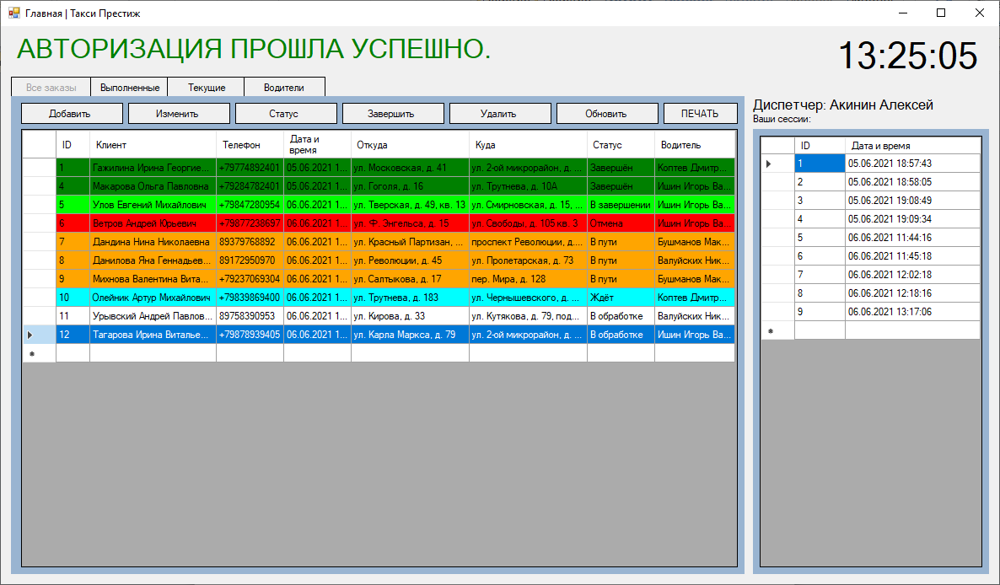 Главная | Такси Престиж
АВТОРИЗАЦИЯ ПРОШЛА УСПЕШНО.
13:25:05
Все заказы Выполненные Текущие Водители
Добавить Изменить Статус Завершить Удалить Обновить ПЕЧАТЬ
ID Клиент Телефон Дата и время Откуда Куда Статус Водитель
1 Гажилина Ирина Георгие... +79774892401 05.06.2021 1... ул. Московская, д. 41 ул. 2-ой микрорайон, д. ... Завершён Коптев Дмитр...
4 Макарова Ольга Павловна +79284782401 05.06.2021 1... ул. Гоголя, д. 16 ул. Трутнева, д. 10А Завершён Ишин Игорь Ва...
5 Улов Евгений Михайлович +79847280954 06.06.2021 1... ул. Тверская, д. 49, кв. 13 ул. Смирновская, д. 15, ... В завершении Ишин Игорь Ва...
6 Ветров Андрей Юрьевич +79877238697 06.06.2021 1... ул. Ф. Энгельса, д. 15 ул. Свободы, д. 105 кв. 3 Отмена Ишин Игорь Ва...
7 Дандина Нина Николаевна 89379768892 06.06.2021 1... ул. Красный Партизан, ... проспект Революции, д.... В пути Бушманов Мак...
8 Данилова Яна Геннадьев... 89172950970 06.06.2021 1... ул. Революции, д. 45 ул. Пролетарская, д. 73 В пути Валуйских Ник...
9 Михнова Валентина Вита... +79237069304 06.06.2021 1... ул. Салтыкова, д. 17 пер. Мира, д. 128 В пути Бушманов Мак...
10 Олейник Артур Михайлович +79839869400 06.06.2021 1... ул. Трутнева, д. 183 ул. Чернышевского, д. ... Ждёт Коптев Дмитр...
11 Урывский Андрей Павлов... 89758390953 06.06.2021 1... ул. Кирова, д. 33 ул. Кутякова, д. 79, под... В обработке Валуйских Ник...
12 Тагарова Ирина Виталье... +79878939405 06.06.2021 1... ул. Карла Маркса, д. 79 ул. 2-ой микрорайон, д. ... В обработке Ишин Игорь Ва...
Диспетчер: Акинин Алексей
Ваши сессии:
ID Дата и время
1 05.06.2021 18:57:43
2 05.06.2021 18:58:05
3 05.06.2021 19:08:49
4 05.06.2021 19:09:34
5 06.06.2021 11:44:16
6 06.06.2021 11:45:18
7 06.06.2021 12:02:18
8 06.06.2021 12:18:16
9 06.06.2021 13:17:06